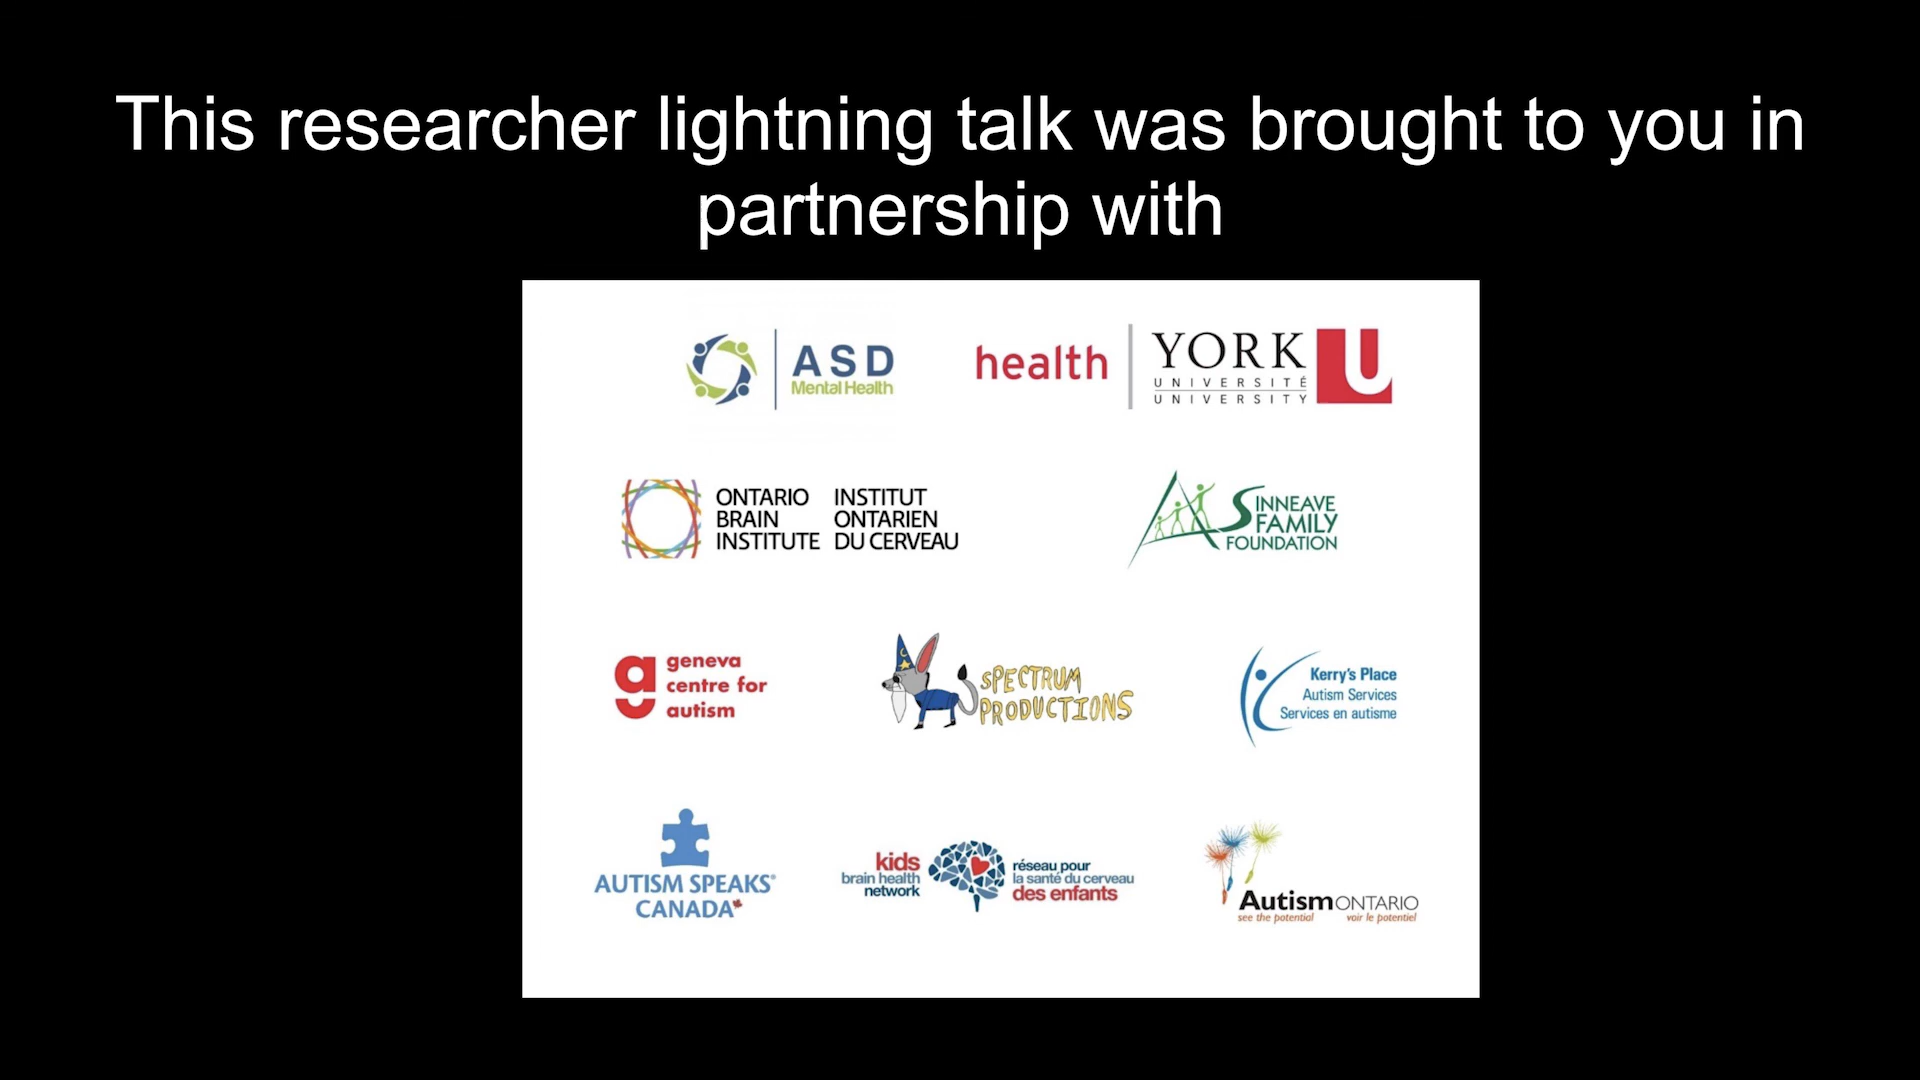 This researcher lightning talk was brought to you in
partnership with
ASD
Mental Health
health
YORK
UNIVERSITÉ
UNIVERSITY
U
ONTARIO
BRAIN
INSTITUTE
INSTITUT
ONTARIEN
DU CERVEAU
SINNEAVE
FAMILY
FOUNDATION
geneva
centre for
autism
SPECTRUM
PRODUCTIONS
Kerry's Place
Autism Services
Services en autisme
AUTISM SPEAKS®
CANADA
kids
brain health
network
réseau pour
la santé du cerveau
des enfants
Autism ONTARIO
see the potential voir le potentiel